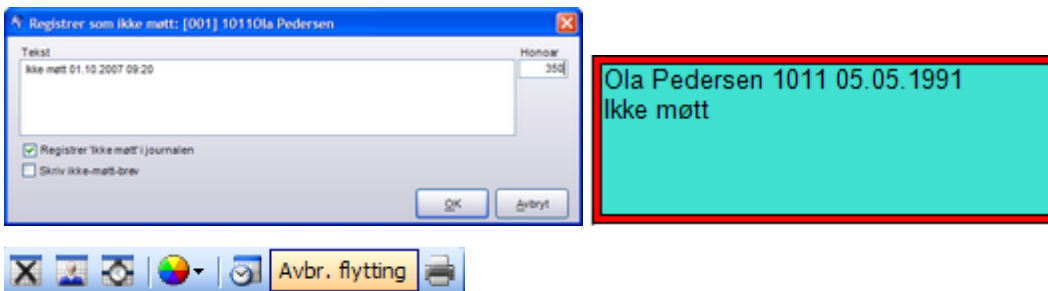 Registrer som ikke møtt: [001] 1011Ola Pedersen
Tekst
Honoar
Ikke møtt 01.10.2007 09:20
350
Registrer 'Ikke møtt' i journalen
Skriv ikke-møtt-brev
OK
Avbryt
Ola Pedersen 1011 05.05.1991
Ikke møtt
Avbr. flytting